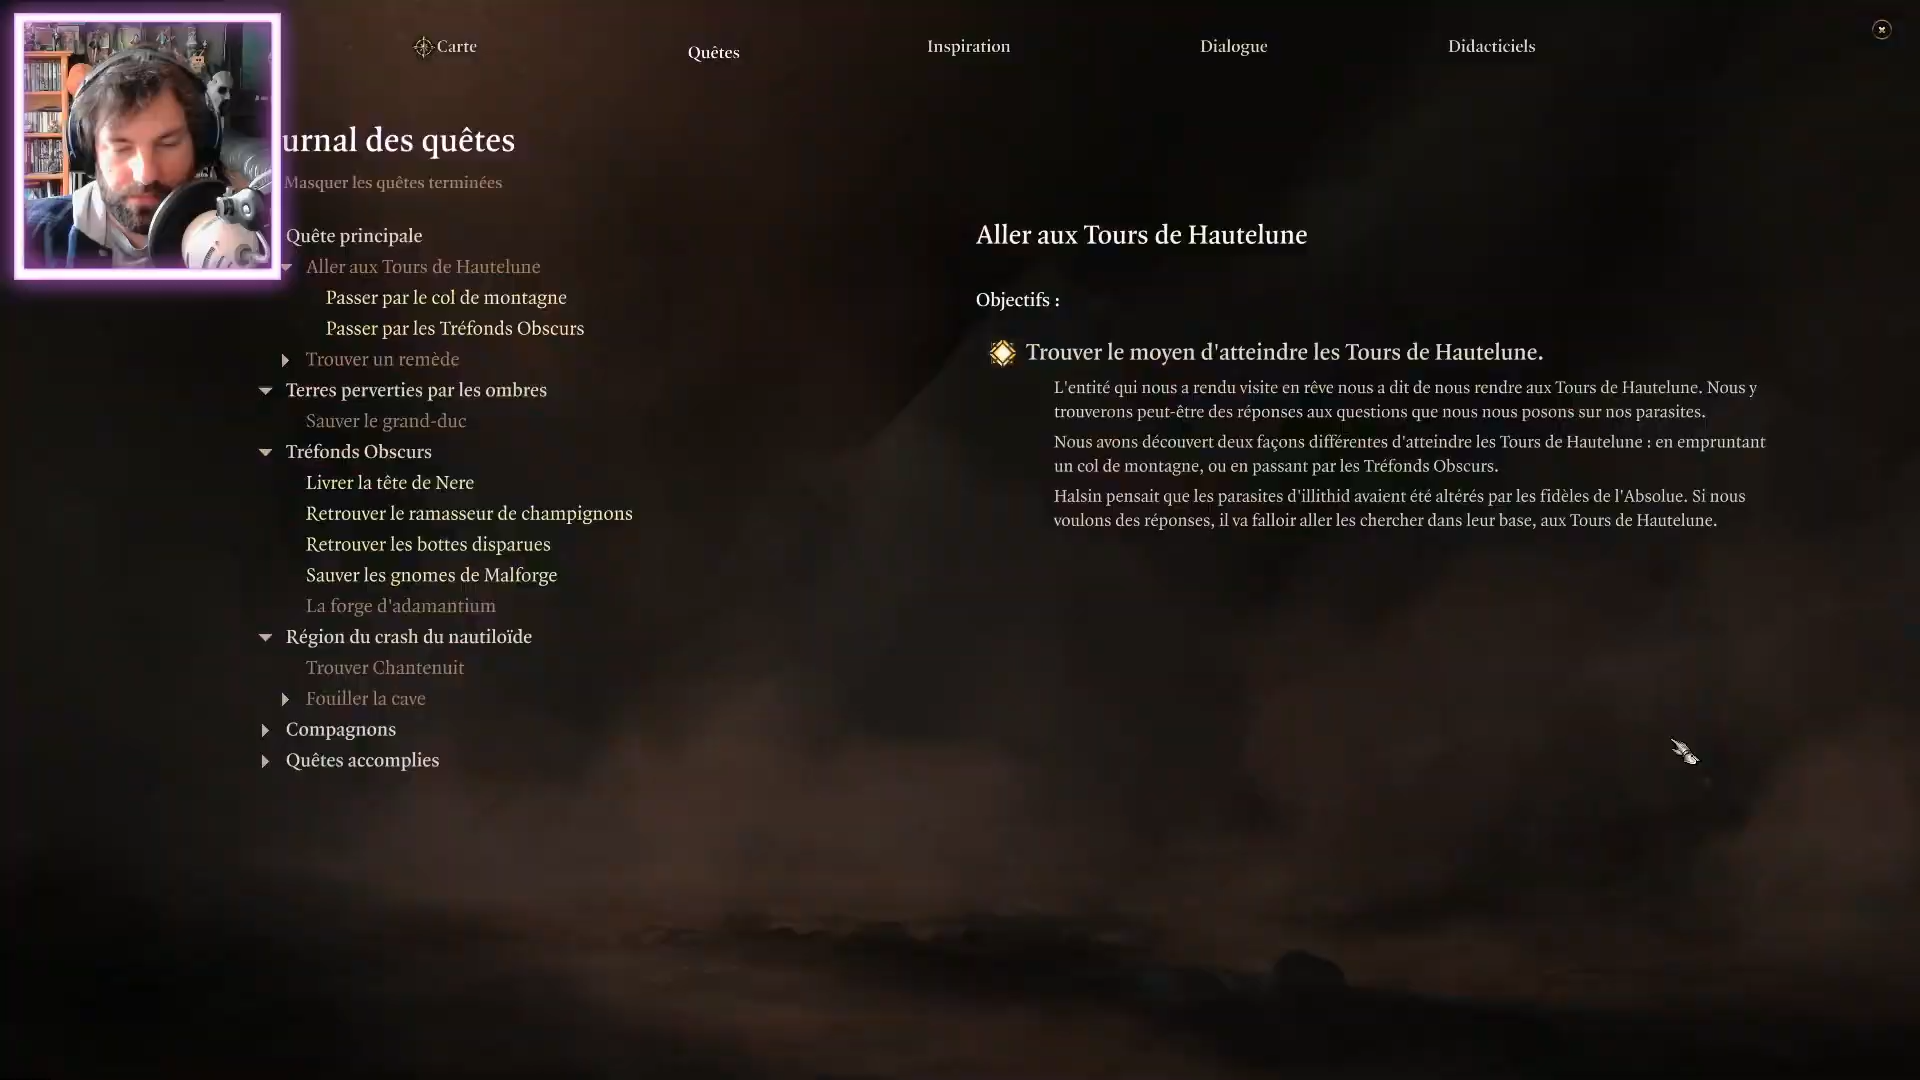 Carte
Quêtes
Inspiration
Dialogue
Didacticiels
urnal des quêtes
Masquer les quêtes terminées
Quête principale
Aller aux Tours de Hautelune
Passer par le col de montagne
Passer par les Tréfonds Obscurs
Trouver un remède
Terres perverties par les ombres
Sauver le grand-duc
Tréfonds Obscurs
Livrer la tête de Nere
Retrouver le ramasseur de champignons
Retrouver les bottes disparues
Sauver les gnomes de Malforge
La forge d'adamantium
Région du crash du nautiloïde
Trouver Chantenuit
Fouiller la cave
Compagnons
Quêtes accomplies
Aller aux Tours de Hautelune
Objectifs :
Trouver le moyen d'atteindre les Tours de Hautelune.
L'entité qui nous a rendu visite en rêve nous a dit de nous rendre aux Tours de Hautelune. Nous y
trouverons peut-être des réponses aux questions que nous nous posons sur nos parasites.
Nous avons découvert deux façons différentes d'atteindre les Tours de Hautelune : en empruntant
un col de montagne, ou en passant par les Tréfonds Obscurs.
Halsin pensait que les parasites d'illithid avaient été altérés par les fidèles de l'Absolue. Si nous
voulons des réponses, il va falloir aller les chercher dans leur base, aux Tours de Hautelune.